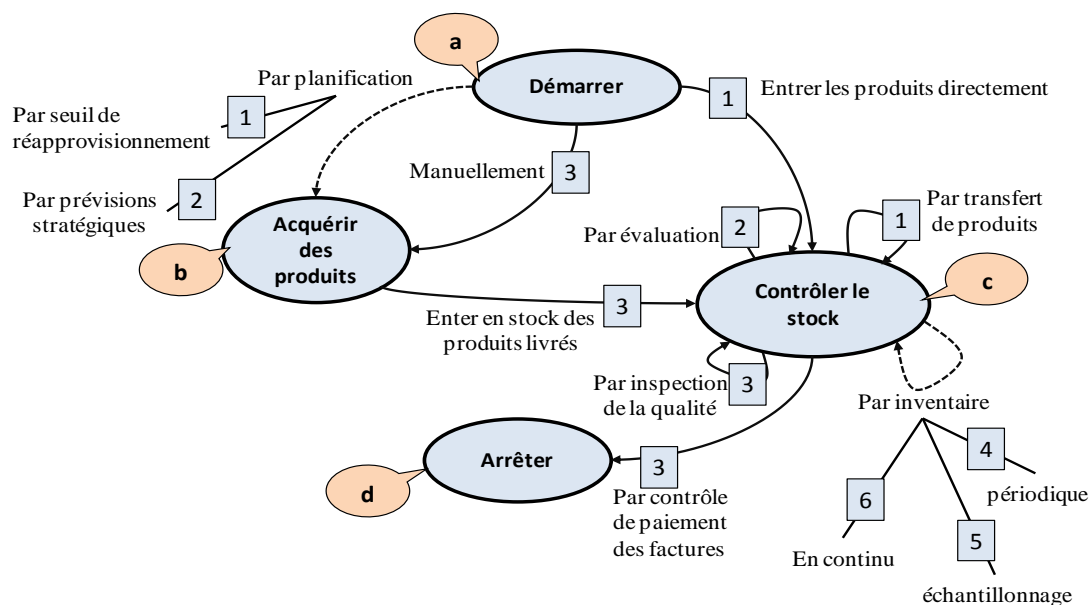 a
Par planification
Démarrer
1
Entrer les produits directement
Par seuil de
réapprovisionnement
1
Manuellement
3
2
Par prévisions
stratégiques
Acquérir
des
produits
b
Par évaluation
2
1
Par transfert
de produits
Contrôler le
stock
c
3
Enter en stock des
produits livrés
Par inspection
de la qualité
3
Par inventaire
Arrêter
d
3
Par contrôle
de paiement
des factures
4
périodique
6
En continu
5
échantillonnage